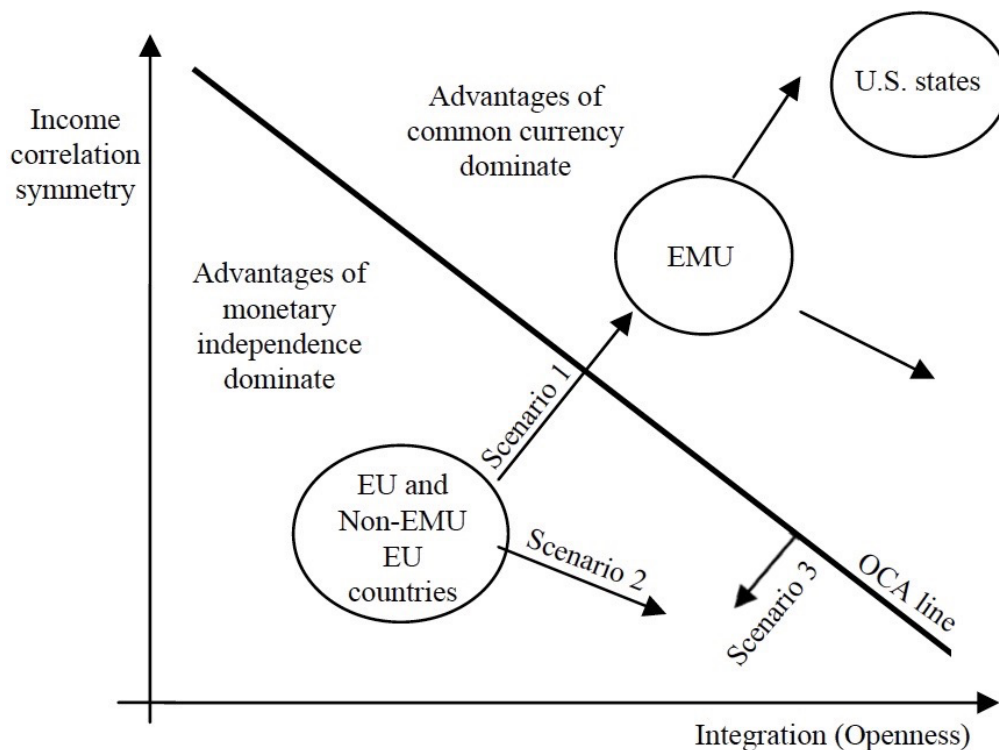 Income
correlation
symmetry
Advantages of
common currency
dominate
U.S. states
EMU
Advantages of
monetary
independence
dominate
Scenario 1
EU and
Non-EMU
EU
countries
Scenario 2
Scenario 3
OCA line
Integration (Openness)